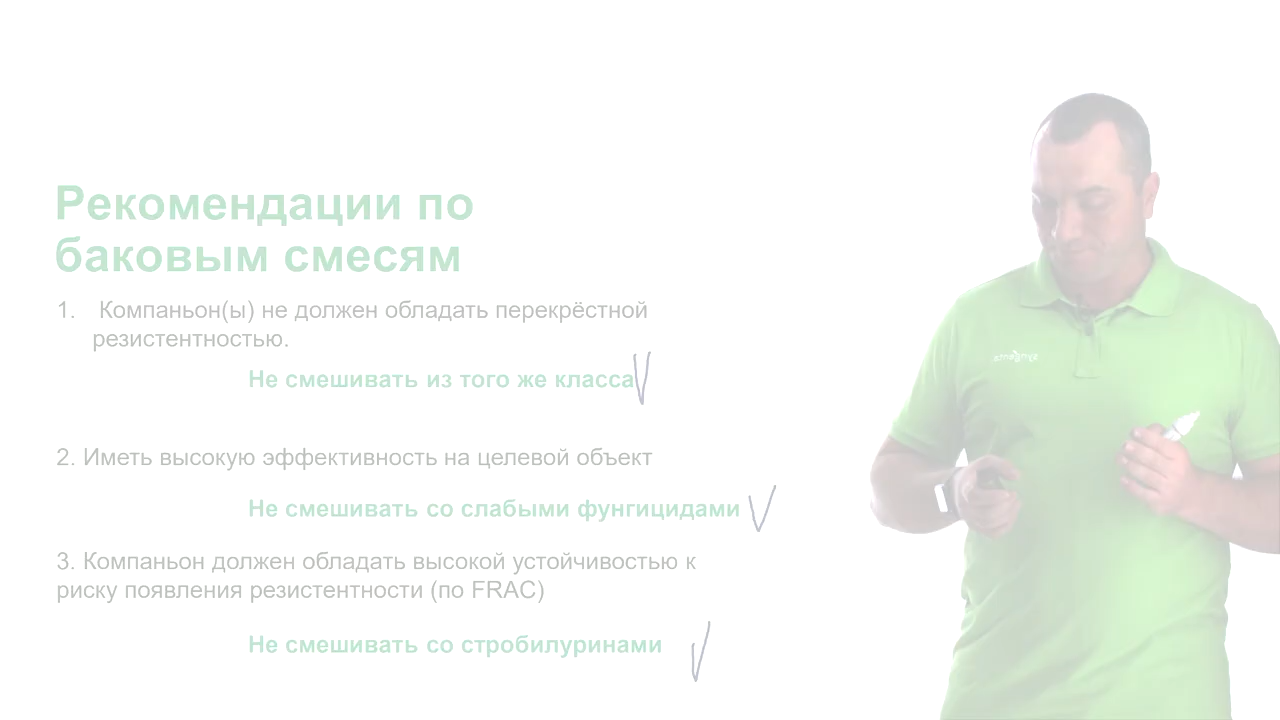 Рекомендации по
баковым смесям
1. Компаньон(ы) не должен обладать перекрёстной
резистентностью.
Не смешивать из того же класса
2. Иметь высокую эффективность на целевой объект
Не смешивать со слабыми фунгицидами
3. Компаньон должен обладать высокой устойчивостью к
риску появления резистентности (по FRAC)
Не смешивать со стробилуринами